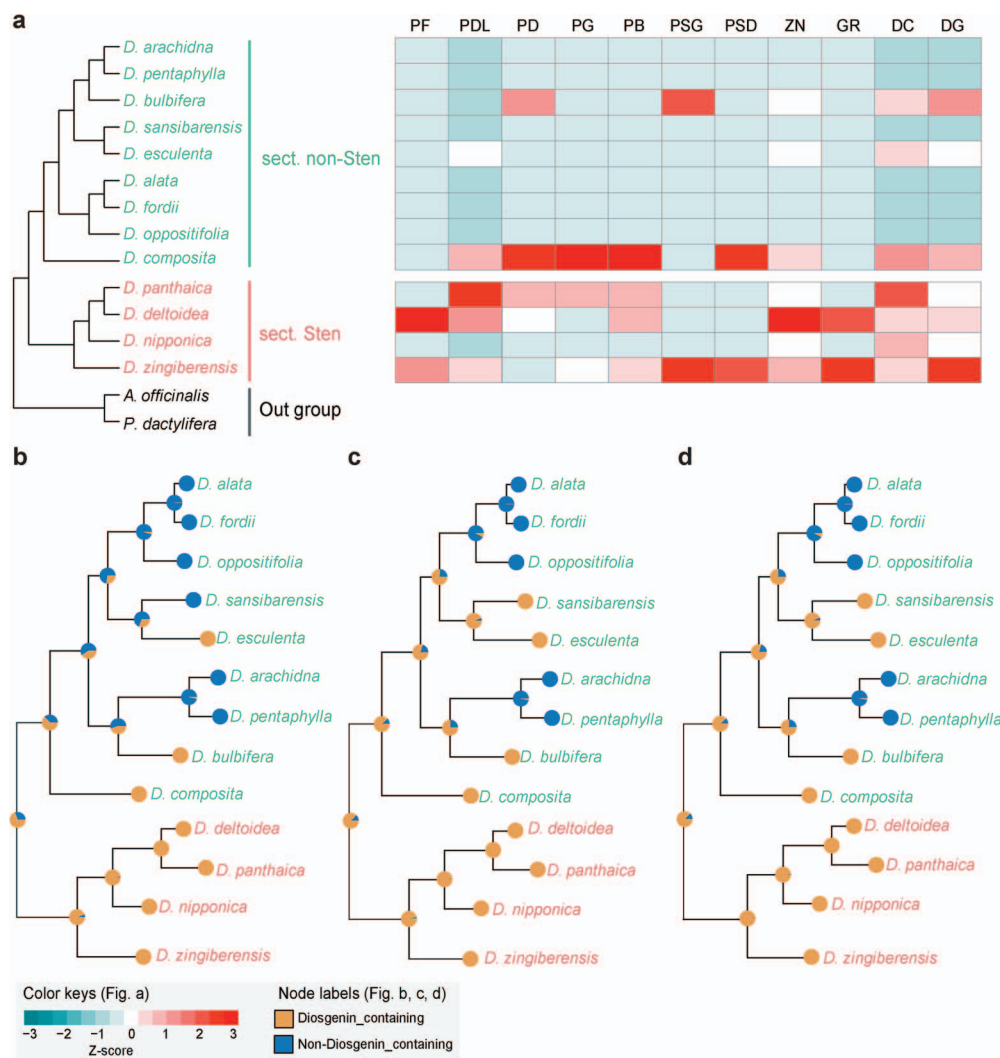 a
PF PDL PD PG PB PSG PSD ZN GR DC DG
D. arachidna
D. pentaphylla
D. bulbifera
D. sansibarensis
D. esculenta
D. alata
D. fordii
D. oppositifolia
D. composita
sect. non-Sten
D. panthaica
D. deltoidea
D. nipponica
D. zingiberensis
sect. Sten
A. officinalis
P. dactylifera
Out group
b
D. alata
D. fordii
D. oppositifolia
D. sansibarensis
D. esculenta
D. arachidna
D. pentaphylla
D. bulbifera
D. composita
D. deltoidea
D. panthaica
D. nipponica
D. zingiberensis
c
D. alata
D. fordii
D. oppositifolia
D. sansibarensis
D. esculenta
D. arachidna
D. pentaphylla
D. bulbifera
D. composita
D. deltoidea
D. panthaica
D. nipponica
D. zingiberensis
d
D. alata
D. fordii
D. oppositifolia
D. sansibarensis
D. esculenta
D. arachidna
D. pentaphylla
D. bulbifera
D. composita
D. deltoidea
D. panthaica
D. nipponica
D. zingiberensis
Color keys (Fig. a)
−3 −2 −1 0 1 2 3
Z-score
Node labels (Fig. b, c, d)
Diosgenin_containing
Non-Diosgenin_containing